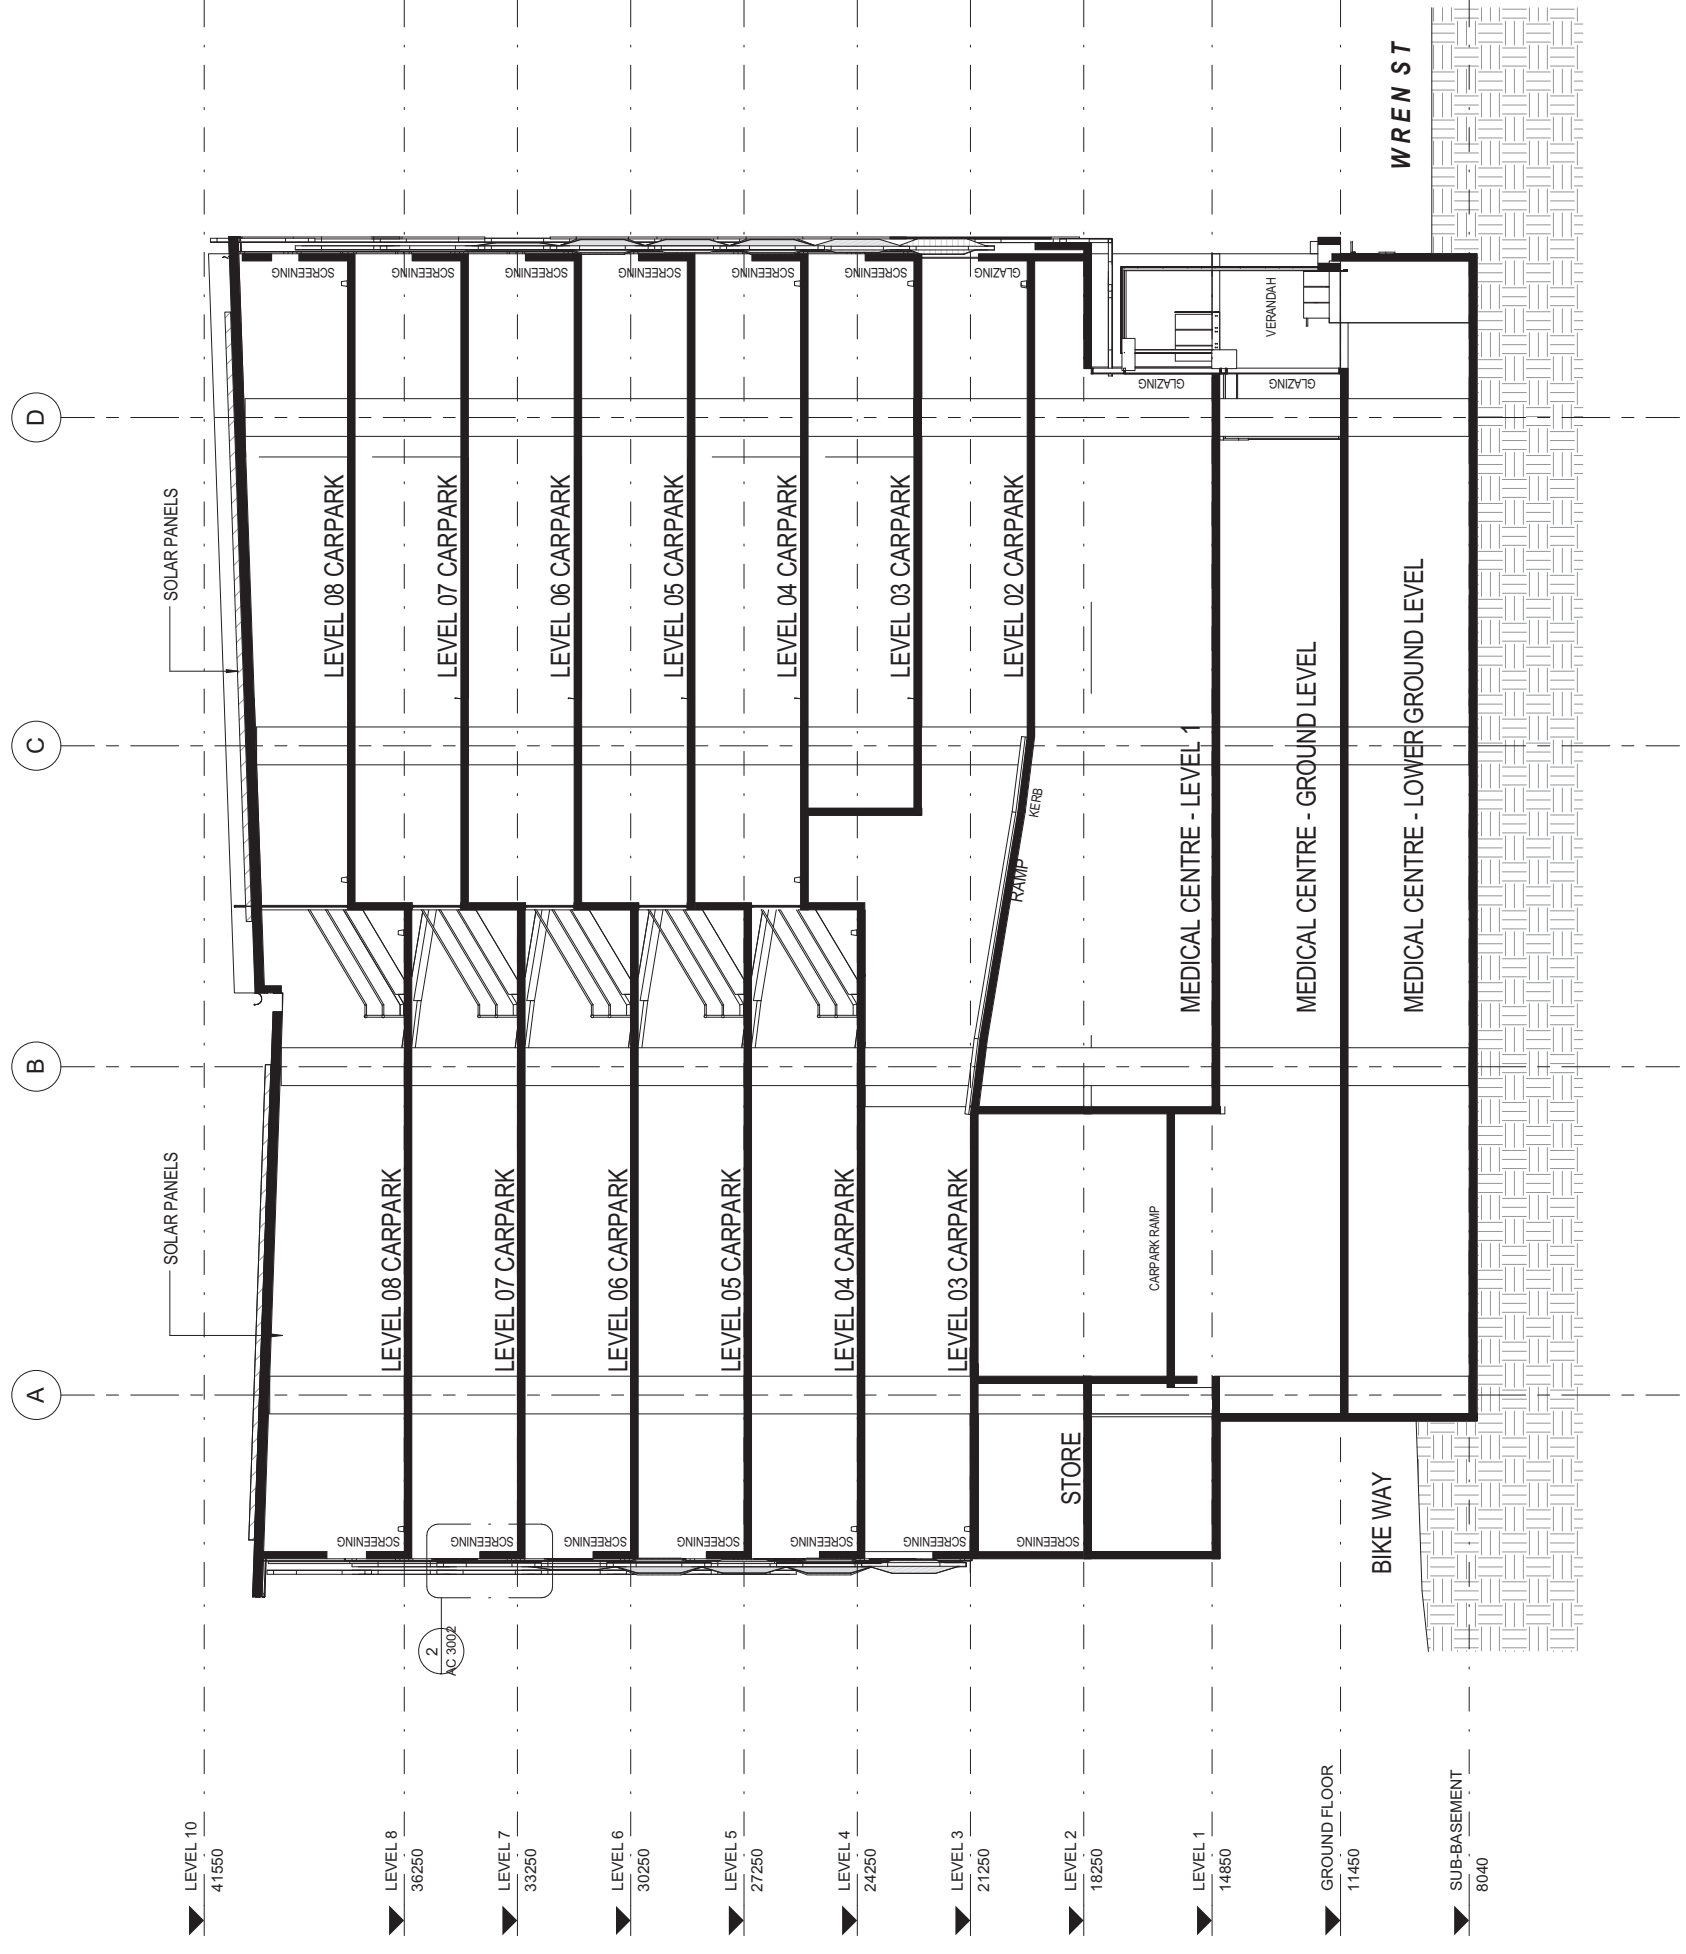 A
B
C
D
SOLAR PANELS
SOLAR PANELS
LEVEL 10
41550
LEVEL 8
36250
LEVEL 7
33250
LEVEL 6
30250
LEVEL 5
27250
LEVEL 4
24250
LEVEL 3
21250
LEVEL 2
18250
LEVEL 1
14850
GROUND FLOOR
11450
SUB-BASEMENT
8040
2
AC 3002
SCREENING
SCREENING
SCREENING
SCREENING
SCREENING
SCREENING
SCREENING
LEVEL 08 CARPARK
LEVEL 07 CARPARK
LEVEL 06 CARPARK
LEVEL 05 CARPARK
LEVEL 04 CARPARK
LEVEL 03 CARPARK
STORE
CARPARK RAMP
BIKE WAY
LEVEL 08 CARPARK
LEVEL 07 CARPARK
LEVEL 06 CARPARK
LEVEL 05 CARPARK
LEVEL 04 CARPARK
LEVEL 03 CARPARK
LEVEL 02 CARPARK
RAMP
KERB
MEDICAL CENTRE - LEVEL 1
MEDICAL CENTRE - GROUND LEVEL
MEDICAL CENTRE - LOWER GROUND LEVEL
SCREENING
SCREENING
SCREENING
SCREENING
SCREENING
SCREENING
GLAZING
GLAZING
GLAZING
VERANDAH
WREN ST